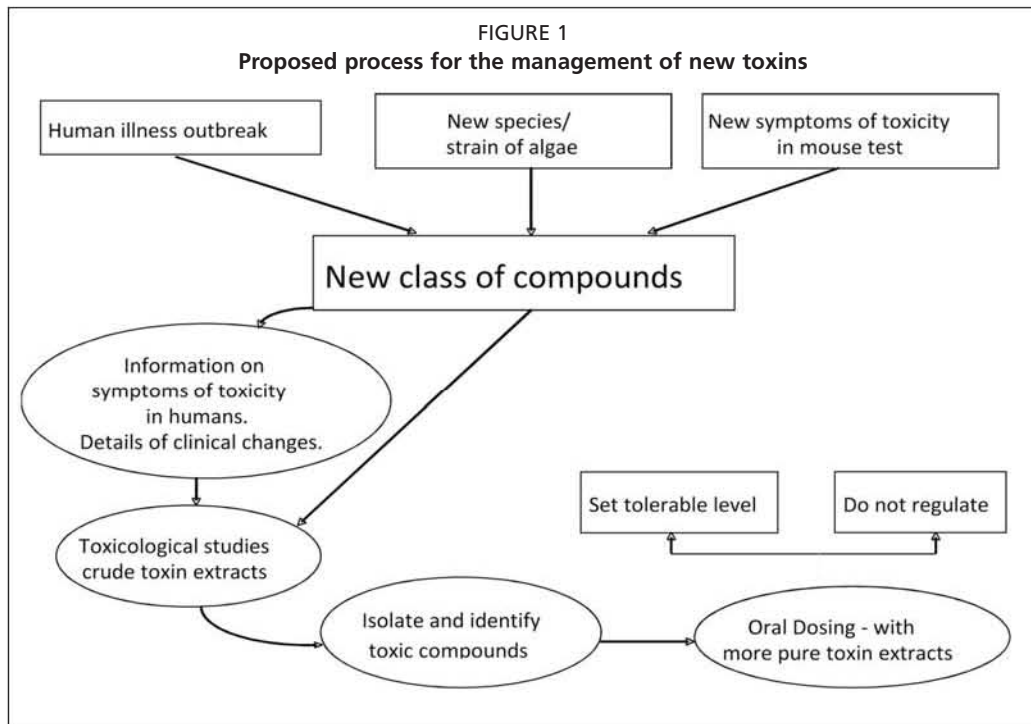 FIGURE 1
Proposed process for the management of new toxins
Human illness outbreak
New species/
strain of algae
New symptoms of toxicity
in mouse test
New class of compounds
Information on
symptoms of toxicity
in humans.
Details of clinical changes.
Set tolerable level
Do not regulate
Toxicological studies
crude toxin extracts
Isolate and identify
toxic compounds
Oral Dosing - with
more pure toxin extracts